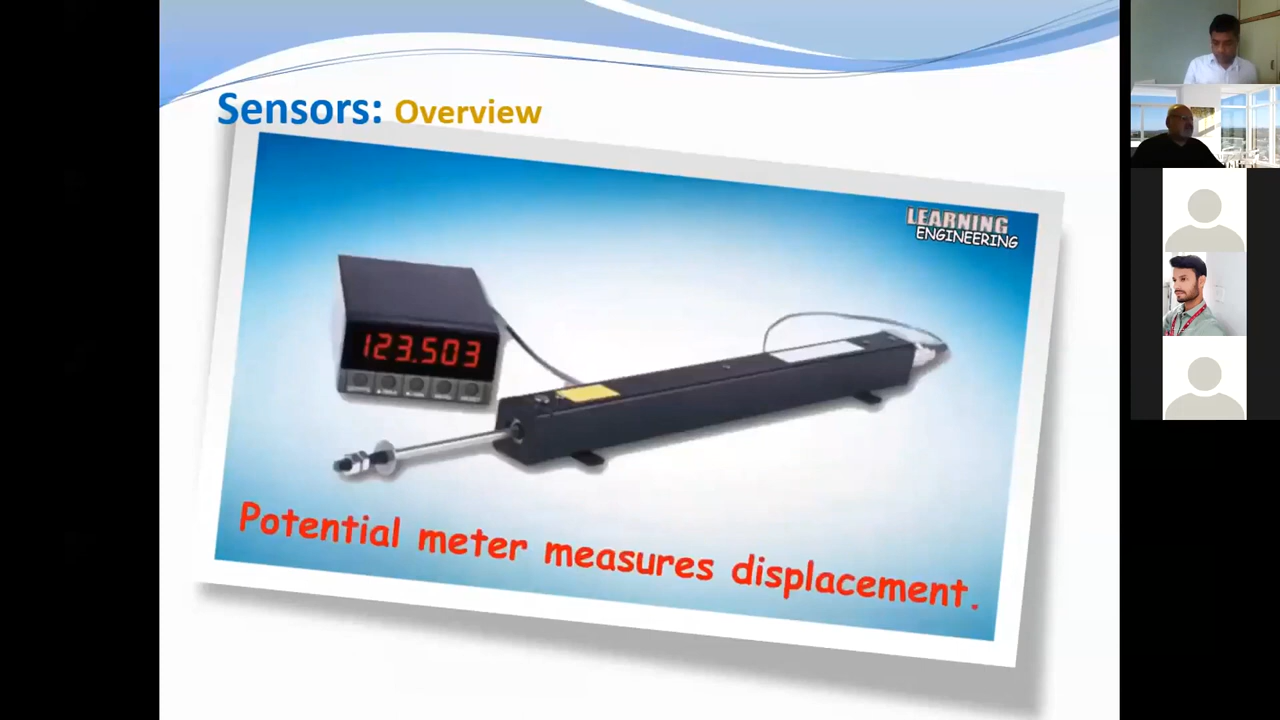 Sensors: Overview
LEARNING
ENGINEERING
123.503
Potential meter measures displacement.